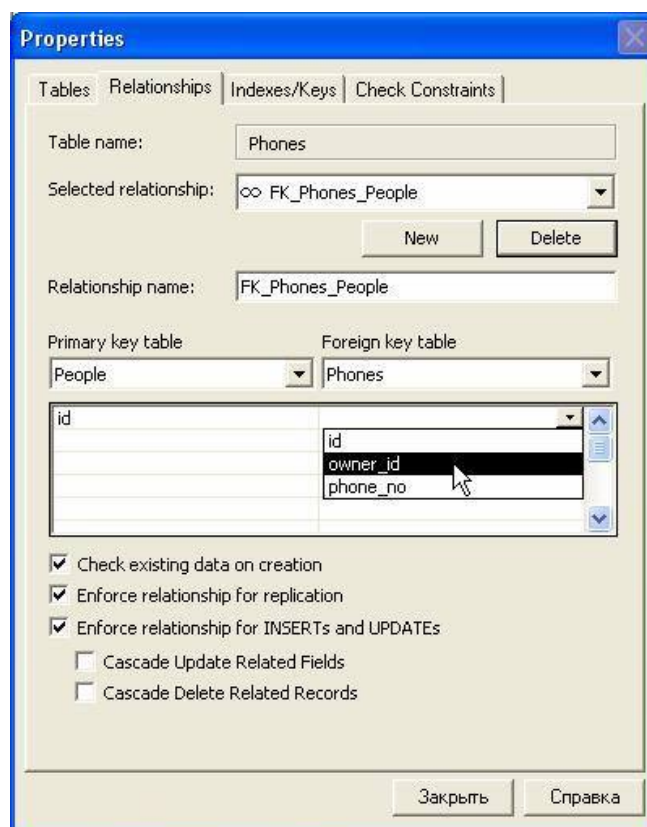 Properties
Tables Relationships Indexes/Keys Check Constraints
Table name: Phones
Selected relationship: ∞ FK_Phones_People
New Delete
Relationship name: FK_Phones_People
Primary key table Foreign key table
People Phones
id
id
owner_id
phone_no
Check existing data on creation
Enforce relationship for replication
Enforce relationship for INSERTs and UPDATEs
Cascade Update Related Fields
Cascade Delete Related Records
Закрыть Справка